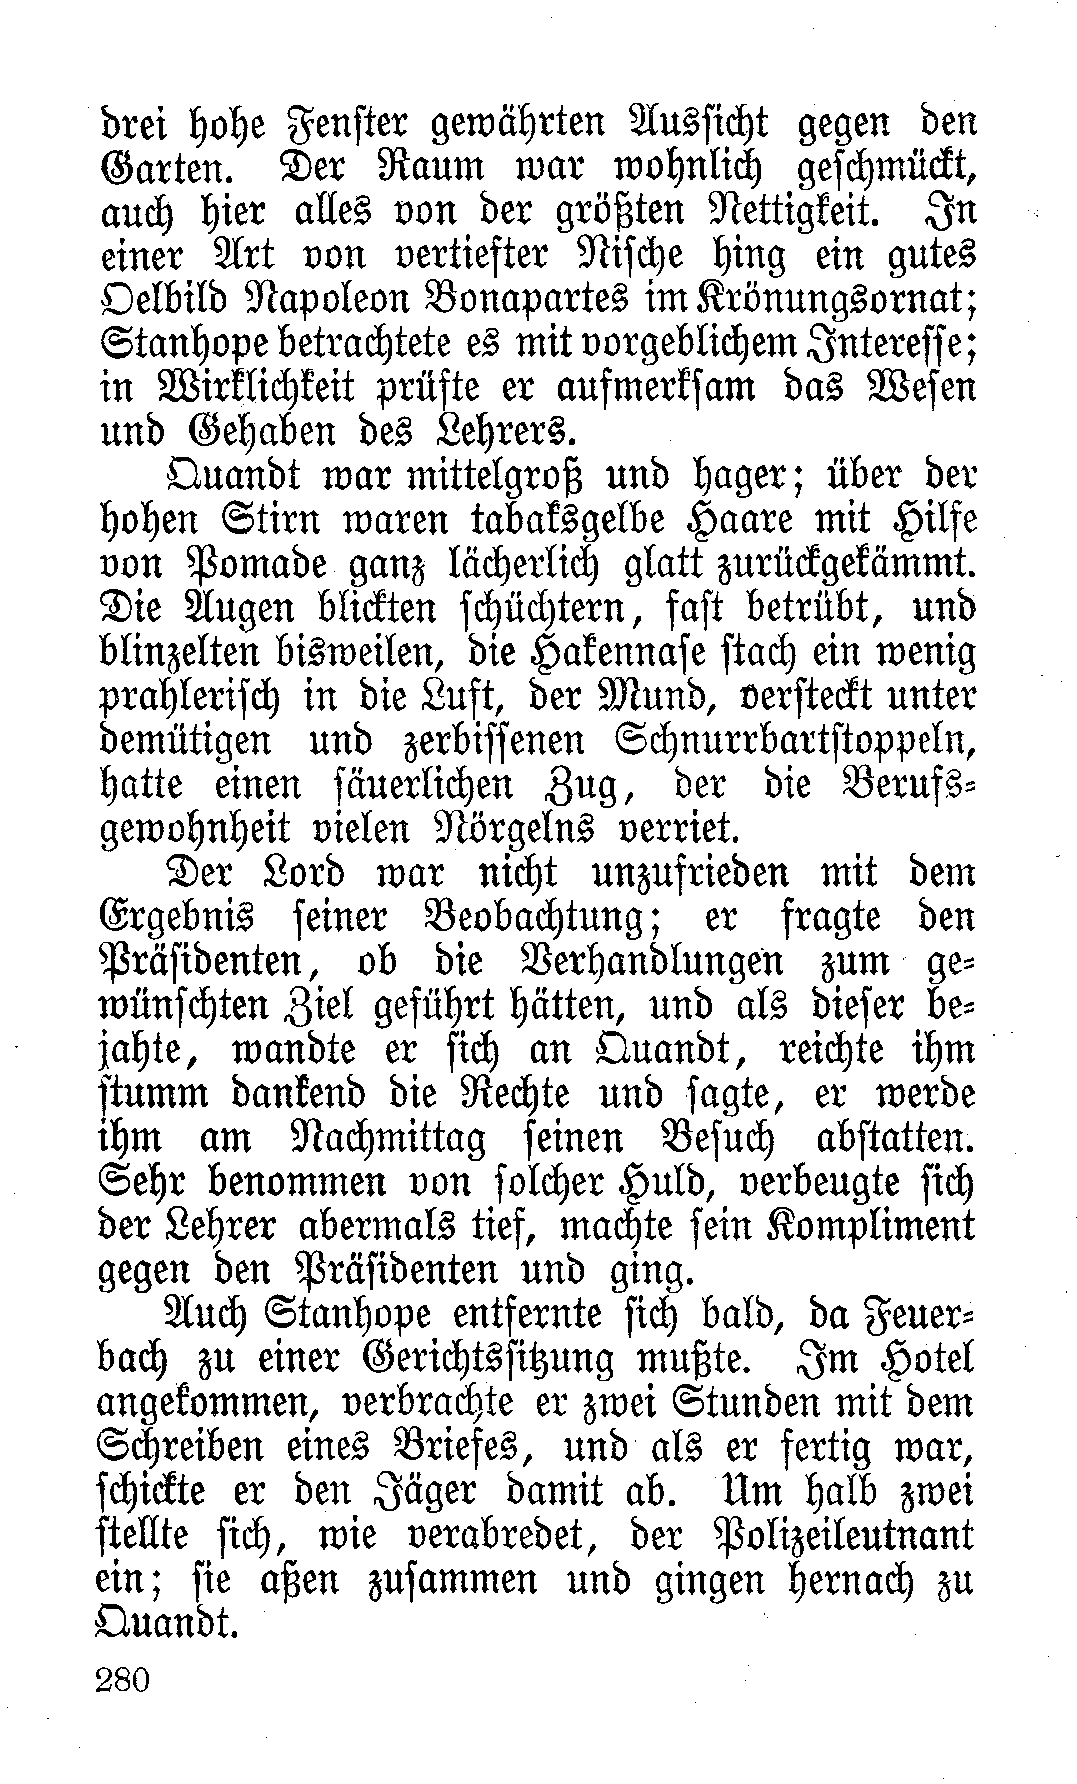 drei hohe Fenster gewährten Aussicht gegen den
Garten. Der Raum war wohnlich geschmückt,
auch hier alles von der größten Nettigkeit. In
einer Art von vertiefter Nische hing ein gutes
Oelbild Napoleon Bonapartes im Krönungsornat;
Stanhope betrachtete es mit vorgeblichem Interesse;
in Wirklichkeit prüfte er aufmerksam das Wesen
und Gehaben des Lehrers.
Quandt war mittelgroß und hager; über der
hohen Stirn waren tabaksgelbe Haare mit Hilfe
von Pomade ganz lächerlich glatt zurückgekämmt.
Die Augen blickten schüchtern, fast betrübt, und
blinzelten bisweilen, die Hakennase stach ein wenig
prahlerisch in die Luft, der Mund, versteckt unter
demütigen und zerbissenen Schnurrbartstoppeln,
hatte einen säuerlichen Zug, der die Berufs-
gewohnheit vielen Nörgelns verriet.
Der Lord war nicht unzufrieden mit dem
Ergebnis seiner Beobachtung; er fragte den
Präsidenten, ob die Verhandlungen zum ge-
wünschten Ziel geführt hätten, und als dieser be-
jahte, wandte er sich an Quandt, reichte ihm
stumm dankend die Rechte und sagte, er werde
ihm am Nachmittag seinen Besuch abstatten.
Sehr benommen von solcher Huld, verbeugte sich
der Lehrer abermals tief, machte sein Kompliment
gegen den Präsidenten und ging.
Auch Stanhope entfernte sich bald, da Feuer-
bach zu einer Gerichtssitzung mußte. Im Hotel
angekommen, verbrachte er zwei Stunden mit dem
Schreiben eines Briefes, und als er fertig war,
schickte er den Jäger damit ab. Um halb zwei
stellte sich, wie verabredet, der Polizeileutnant
ein; sie aßen zusammen und gingen hernach zu
Quandt.
280